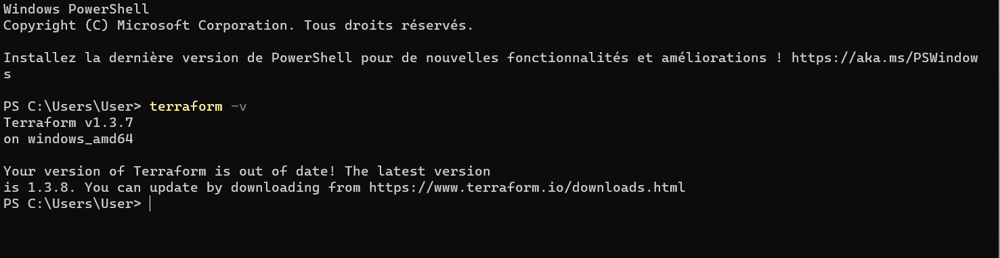 Windows PowerShell
Copyright (C) Microsoft Corporation. Tous droits réservés.
Installez la dernière version de PowerShell pour de nouvelles fonctionnalités et améliorations ! https://aka.ms/PSWindow
s
PS C:\Users\User> terraform -v
Terraform v1.3.7
on windows_amd64
Your version of Terraform is out of date! The latest version
is 1.3.8. You can update by downloading from https://www.terraform.io/downloads.html
PS C:\Users\User>